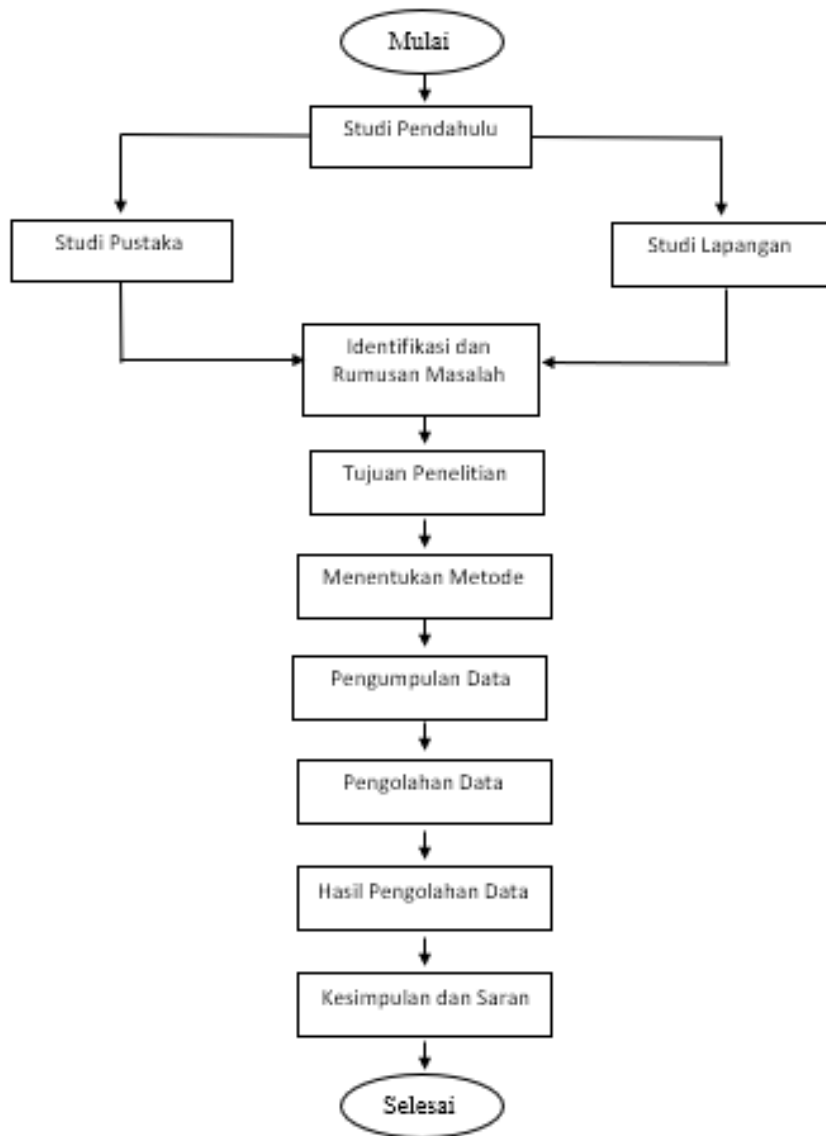 Mulai
Studi Pendahulu
Studi Pustaka
Studi Lapangan
Identifikasi dan
Rumusan Masalah
Tujuan Penelitian
Menentukan Metode
Pengumpulan Data
Pengolahan Data
Hasil Pengolahan Data
Kesimpulan dan Saran
Selesai